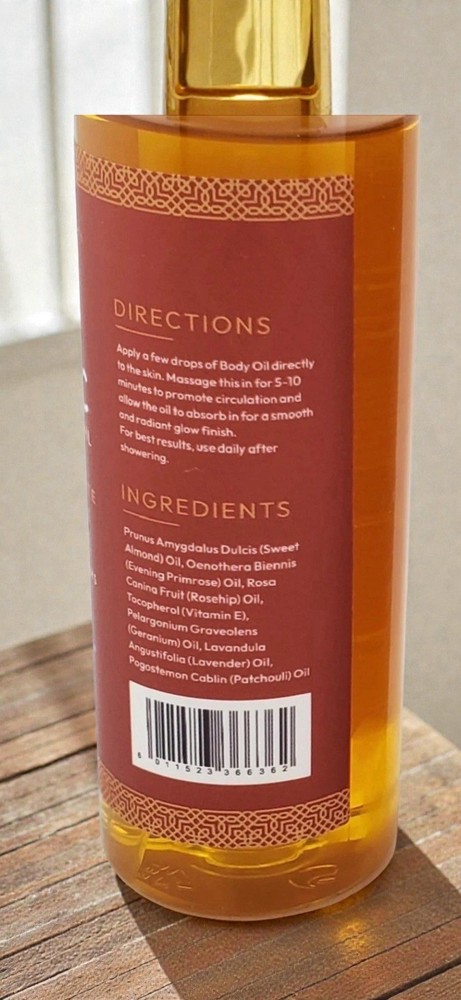 DIRECTIONS
Apply a few drops of Body Oil directly
to the skin. Massage this in for 5-10
minutes to promote circulation and
allow the oil to absorb in for a smooth
and radiant glow finish.
For best results, use daily after
showering.
INGREDIENTS
Prunus Amygdalus Dulcis (Sweet
Almond) Oil, Oenothera Biennis
(Evening Primrose) Oil, Rosa
Canina Fruit (Rosehip) Oil,
Tocopherol (Vitamin E),
Pelargonium Graveolens
(Geranium) Oil, Lavandula
Angustifolia (Lavender) Oil,
Pogostemon Cablin (Patchouli) Oil
6 011523 366362